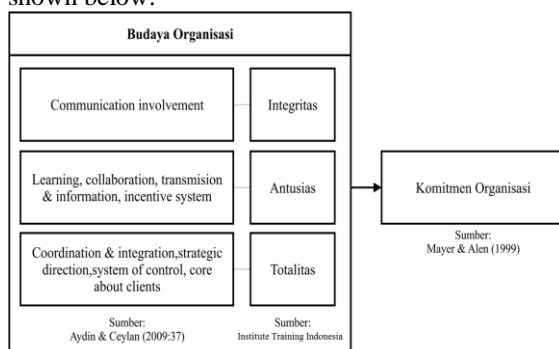 shown below:
Budaya Organisasi
Communication involvement
Integritas
Learning, collaboration, transmision
& information, incentive system
Antusias
Komitmen Organisasi
Coordination & integration,strategic
direction,system of control, core
about clients
Totalitas
Sumber:
Mayer & Alen (1999)
Sumber:
Aydin & Ceylan (2009:37)
Sumber:
Institute Training Indonesia